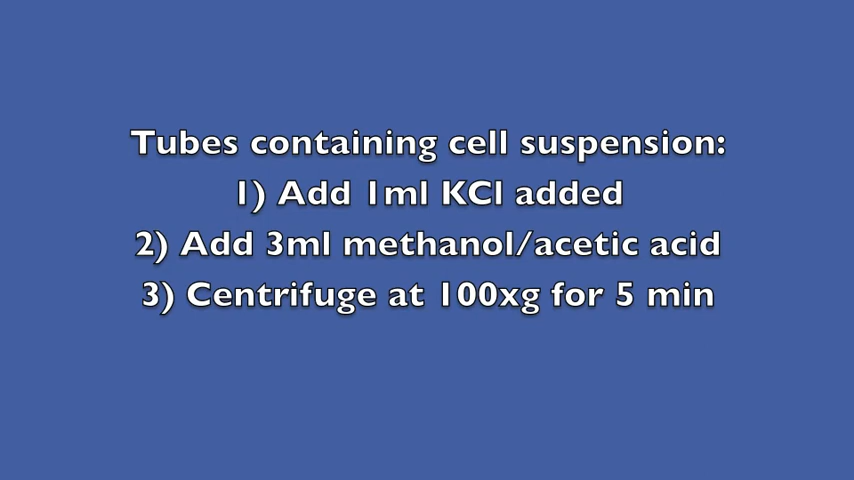 Tubes containing cell suspension:
1) Add 1ml KCl added
2) Add 3ml methanol/acetic acid
3) Centrifuge at 100xg for 5 min